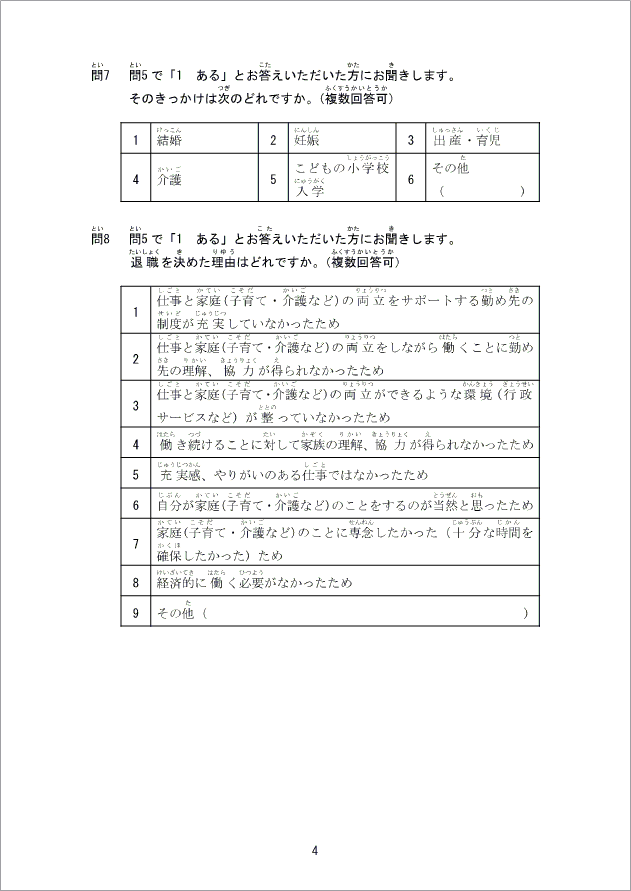 問7　問5で「1　ある」とお答えいただいた方にお聞きします。
そのきっかけは次のどれですか。（複数回答可）
1　結婚　2　妊娠　3　出産・育児
4　介護　5　こどもの小学校入学　6　その他（　　　　　　）
問8　問5で「1　ある」とお答えいただいた方にお聞きします。
退職を決めた理由はどれですか。（複数回答可）
1　仕事と家庭(子育て・介護など)の両立をサポートする勤め先の
制度が充実していなかったため
2　仕事と家庭(子育て・介護など)の両立をしながら働くことに勤め
先の理解、協力が得られなかったため
3　仕事と家庭(子育て・介護など)の両立ができるような環境（行政
サービスなど）が整っていなかったため
4　働き続けることに対して家族の理解、協力が得られなかったため
5　充実感、やりがいのある仕事ではなかったため
6　自分が家庭(子育て・介護など)のことをするのが当然と思ったため
7　家庭(子育て・介護など)のことに専念したかった（十分な時間を
確保したかった）ため
8　経済的に働く必要がなかったため
9　その他（　　　　　　　　　　　　　　　　　　　　）
4